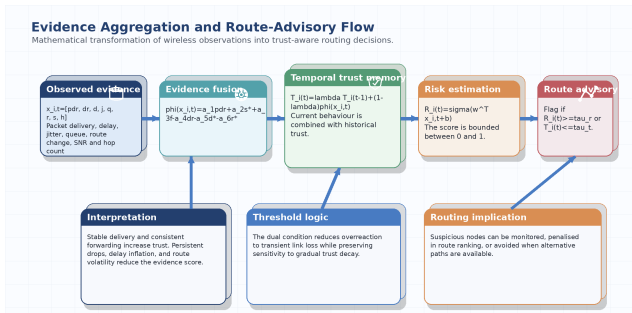 Evidence Aggregation and Route-Advisory Flow
Mathematical transformation of wireless observations into trust-aware routing decisions.
Observed evidence
x_i,t=[pdr, dr, d, j, q,
r, s, h]
Packet delivery, delay,
jitter, queue, route
change, SNR and hop
count
Evidence fusion
phi(x_i,t)=a_1pdr+a_2s*+a_
3f-a_4dr-a_5d*-a_6r*
Temporal trust memory
T_i(t)=lambda T_i(t-1)+(1-
lambda)phi(x_i,t)
Current behaviour is
combined with historical
trust.
Risk estimation
R_i(t)=sigma(w^T
x_i,t+b)
The score is bounded
between 0 and 1.
Route advisory
Flag if
R_i(t)>=tau_r or
T_i(t)<=tau_t.
Interpretation
Stable delivery and consistent
forwarding increase trust. Persistent
drops, delay inflation, and route
volatility reduce the evidence score.
Threshold logic
The dual condition reduces overreaction
to transient link loss while preserving
sensitivity to gradual trust decay.
Routing implication
Suspicious nodes can be monitored, penalised
in route ranking, or avoided when alternative
paths are available.